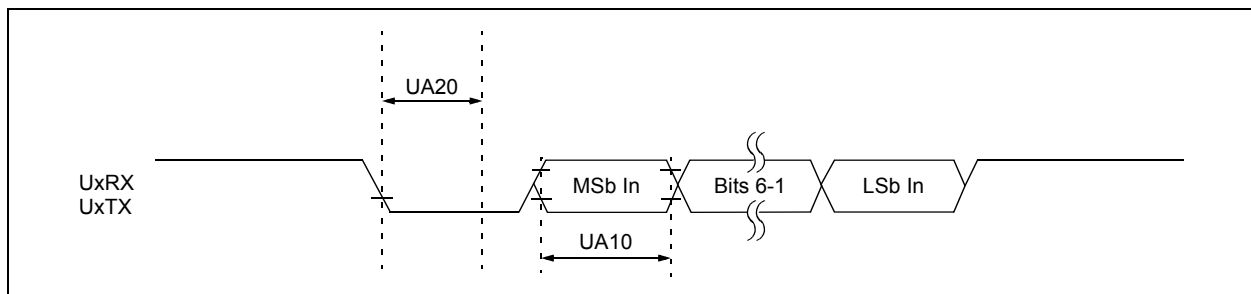 UA20
UxRX
UxTX
MSb In
Bits 6-1
LSb In
UA10